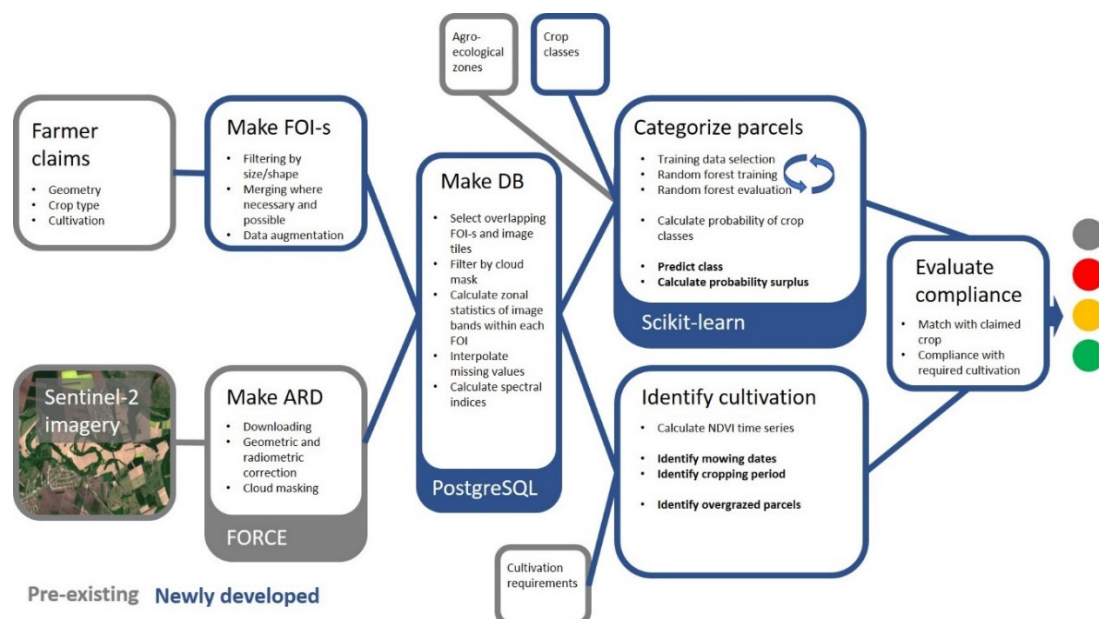 Agro-
ecological
zones
Crop
classes
Farmer
claims
• Geometry
• Crop type
• Cultivation
Make FOI-s
• Filtering by
size/shape
• Merging where
necessary and
possible
• Data augmentation
Sentinel-2
imagery
Make ARD
• Downloading
• Geometric and
radiometric
correction
• Cloud masking
FORCE
Make DB
• Select overlapping
FOI-s and image
tiles
• Filter by cloud
mask
• Calculate zonal
statistics of image
bands within each
FOI
• Interpolate
missing values
• Calculate spectral
indices
PostgreSQL
Categorize parcels
• Training data selection
• Random forest training
• Random forest evaluation
• Calculate probability of crop
classes
• Predict class
• Calculate probability surplus
Scikit-learn
Identify cultivation
• Calculate NDVI time series
• Identify mowing dates
• Identify cropping period
• Identify overgrazed parcels
Cultivation
requirements
Evaluate
compliance
• Match with claimed
crop
• Compliance with
required cultivation
Pre-existing Newly developed